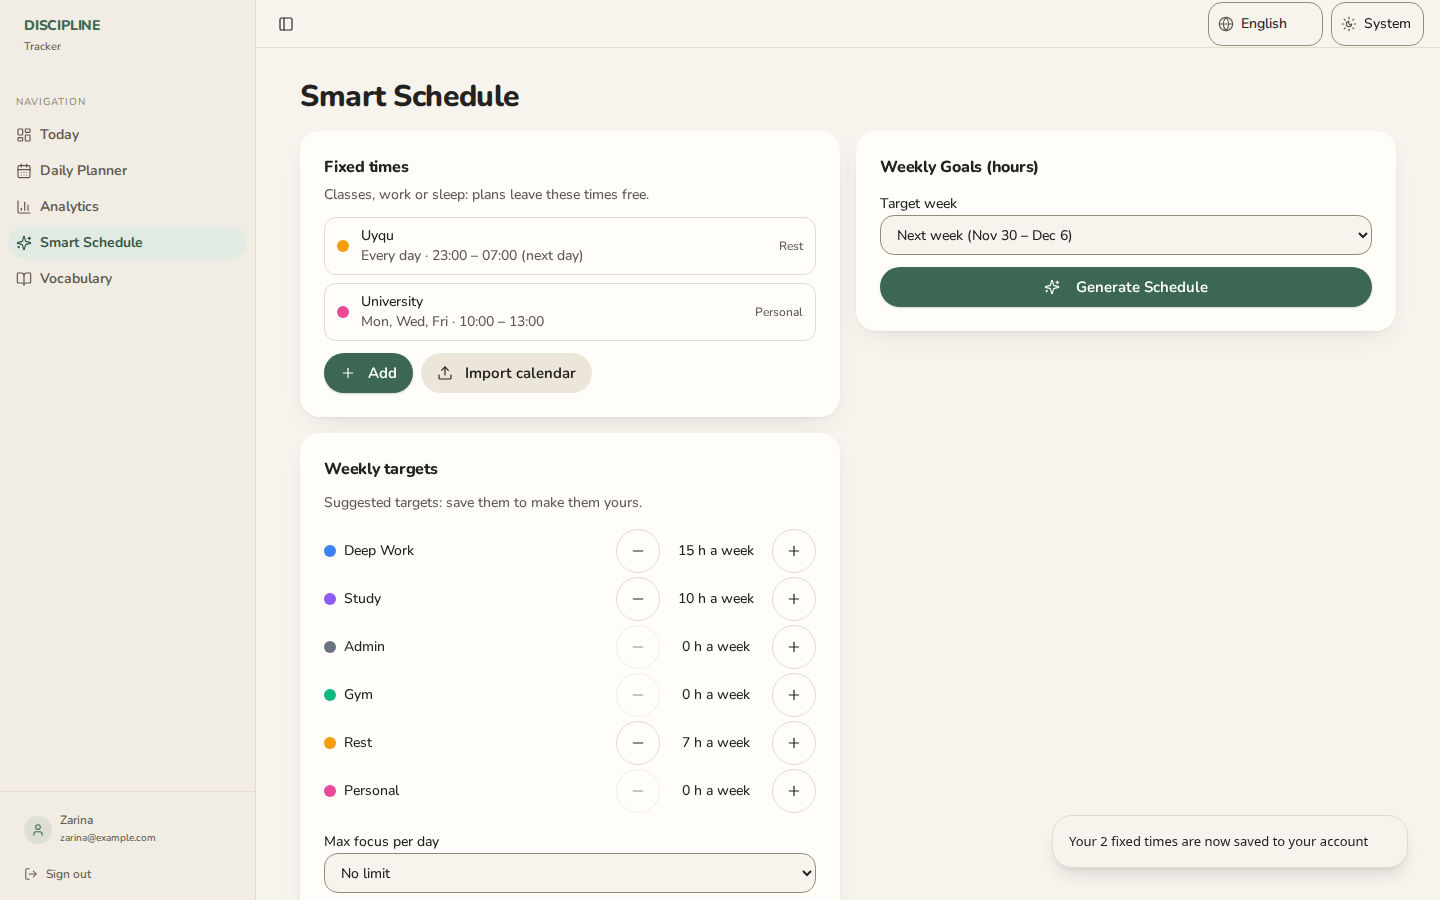 DISCIPLINE
Tracker
NAVIGATION
Today
Daily Planner
Analytics
Smart Schedule
Vocabulary
Zarina
zarina@example.com
Sign out
English
System
Smart Schedule
Fixed times
Classes, work or sleep: plans leave these times free.
Uyqu
Every day · 23:00 – 07:00 (next day)
Rest
University
Mon, Wed, Fri · 10:00 – 13:00
Personal
Add
Import calendar
Weekly targets
Suggested targets: save them to make them yours.
Deep Work
15 h a week
Study
10 h a week
Admin
0 h a week
Gym
0 h a week
Rest
7 h a week
Personal
0 h a week
Max focus per day
No limit
Weekly Goals (hours)
Target week
Next week (Nov 30 – Dec 6)
Generate Schedule
Your 2 fixed times are now saved to your account